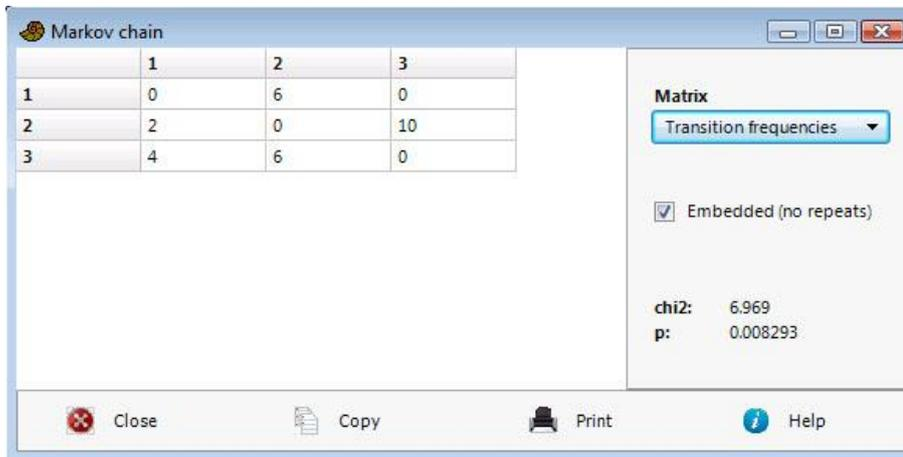 Markov chain
1 2 3
1 0 6 0
2 2 0 10
3 4 6 0
Matrix
Transition frequencies
Embedded (no repeats)
chi2: 6.969
p: 0.008293
Close Copy Print Help